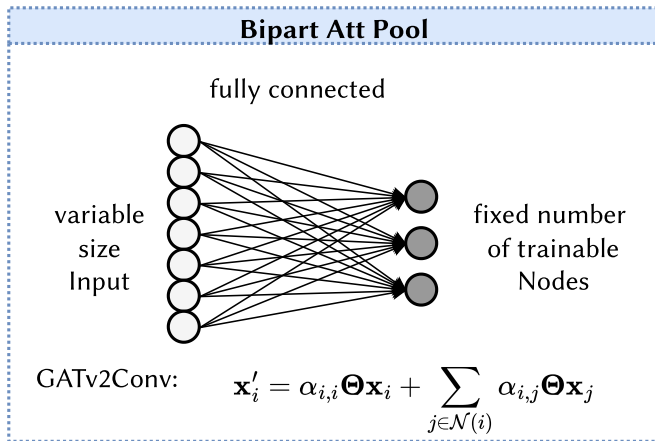 Bipart Att Pool
fully connected
variable
size
Input
fixed number
of trainable
Nodes
GATv2Conv: 𝐱′ᵢ = αᵢ,ᵢ𝚯𝐱ᵢ + ∑ⱼ∈𝒩(ᵢ) αᵢ,ⱼ𝚯𝐱ⱼ